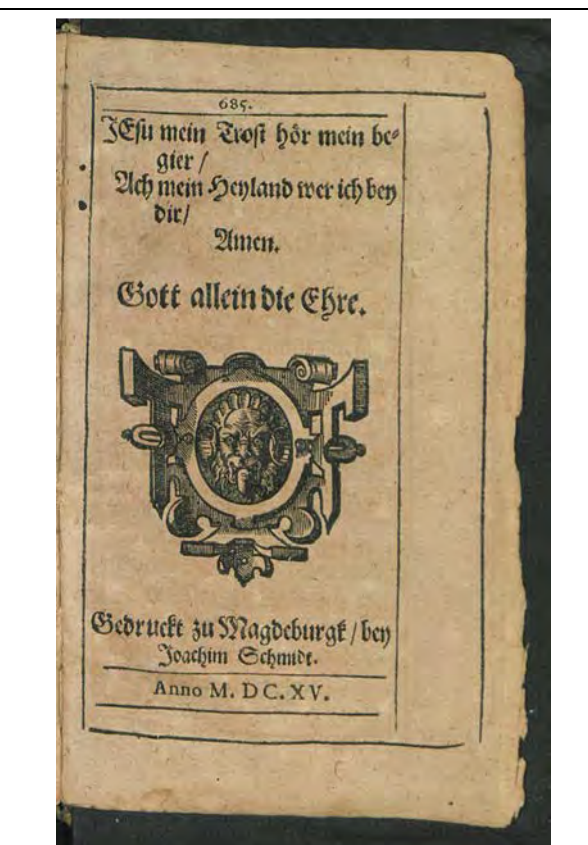 685.
JEsu mein Trost hör mein be⸗
gier /
Ach mein Heyland wer ich bey
dir/
Amen.
Gott allein die Ehre.
Gedruckt zu Magdeburgk / bey
Joachim Schmidt.
Anno M. DC. XV.